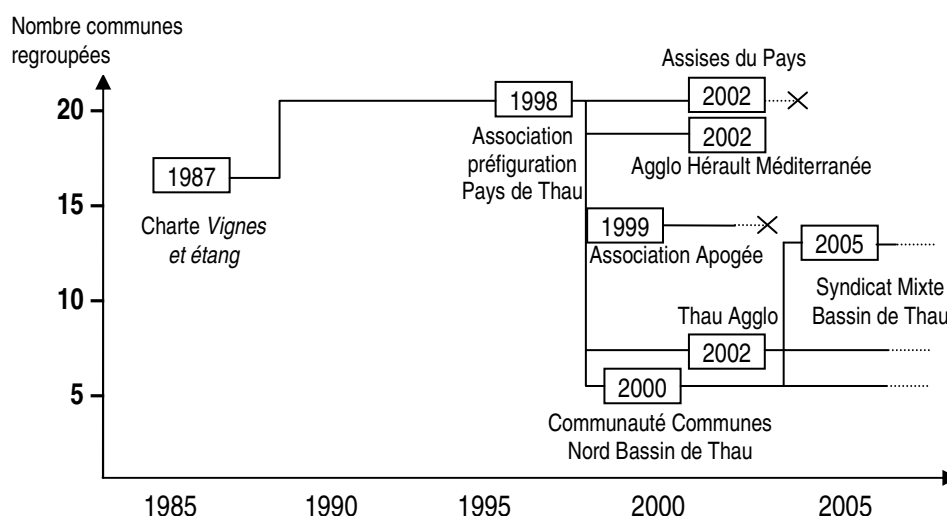 Nombre communes
regroupées
20
15
10
5
1987
Charte Vignes
et étang
1998
Association
préfiguration
Pays de Thau
Assises du Pays
2002
2002
Agglo Hérault Méditerranée
1999
Association Apogée
2005
Syndicat Mixte
Bassin de Thau
Thau Agglo
2002
2000
Communauté Communes
Nord Bassin de Thau
1985 1990 1995 2000 2005